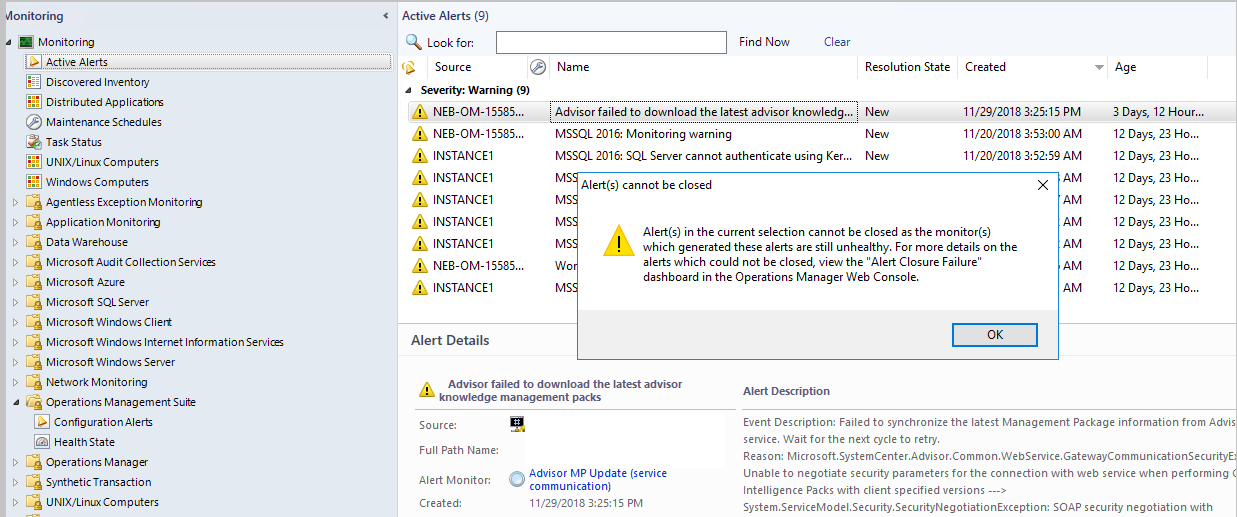 Monitoring
Monitoring
Active Alerts
Discovered Inventory
Distributed Applications
Maintenance Schedules
Task Status
UNIX/Linux Computers
Windows Computers
Agentless Exception Monitoring
Application Monitoring
Data Warehouse
Microsoft Audit Collection Services
Microsoft Azure
Microsoft SQL Server
Microsoft Windows Client
Microsoft Windows Internet Information Services
Microsoft Windows Server
Network Monitoring
Operations Management Suite
Configuration Alerts
Health State
Operations Manager
Synthetic Transaction
UNIX/Linux Computers
Active Alerts (9)
Look for: Find Now Clear
Source Name Resolution State Created Age
Severity: Warning (9)
NEB-OM-15585... Advisor failed to download the latest advisor knowledg... New 11/29/2018 3:25:15 PM 3 Days, 12 Hour...
NEB-OM-15585... MSSQL 2016: Monitoring warning New 11/20/2018 3:53:00 AM 12 Days, 23 Ho...
INSTANCE1 MSSQL 2016: SQL Server cannot authenticate using Ker... New 11/20/2018 3:52:59 AM 12 Days, 23 Ho...
INSTANCE1 MSS AM 12 Days, 23 Ho...
INSTANCE1 MSS AM 12 Days, 23 Ho...
INSTANCE1 MSS AM 12 Days, 23 Ho...
INSTANCE1 MSS AM 12 Days, 23 Ho...
NEB-OM-15585... Wor AM 12 Days, 23 Ho...
INSTANCE1 MSS AM 12 Days, 23 Ho...
Alert(s) cannot be closed
Alert(s) in the current selection cannot be closed as the monitor(s)
which generated these alerts are still unhealthy. For more details on the
alerts which could not be closed, view the "Alert Closure Failure"
dashboard in the Operations Manager Web Console.
OK
Alert Details
Advisor failed to download the latest advisor
knowledge management packs
Source:
Full Path Name:
Alert Monitor: Advisor MP Update (service
communication)
Created: 11/29/2018 3:25:15 PM
Alert Description
Event Description: Failed to synchronize the latest Management Package information from Advis
service. Wait for the next cycle to retry.
Reason: Microsoft.SystemCenter.Advisor.Common.WebService.GatewayCommunicationSecurityEx
Unable to negotiate security parameters for the connection with web service when performing
Intelligence Packs with client specified versions --->
System.ServiceModel.Security.SecurityNegotiationException: SOAP security negotiation with